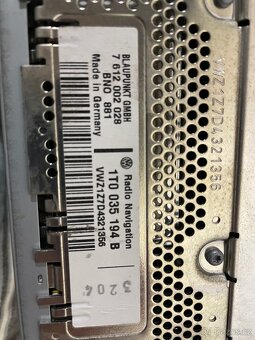 BLAUPUNKT GMBH
7 612 002 028
BNO 881
Made in Germany
Radio Navigation
1T0 035 194 B
VWZ1Z7D4321356
3204
VWZ1Z7D4321356